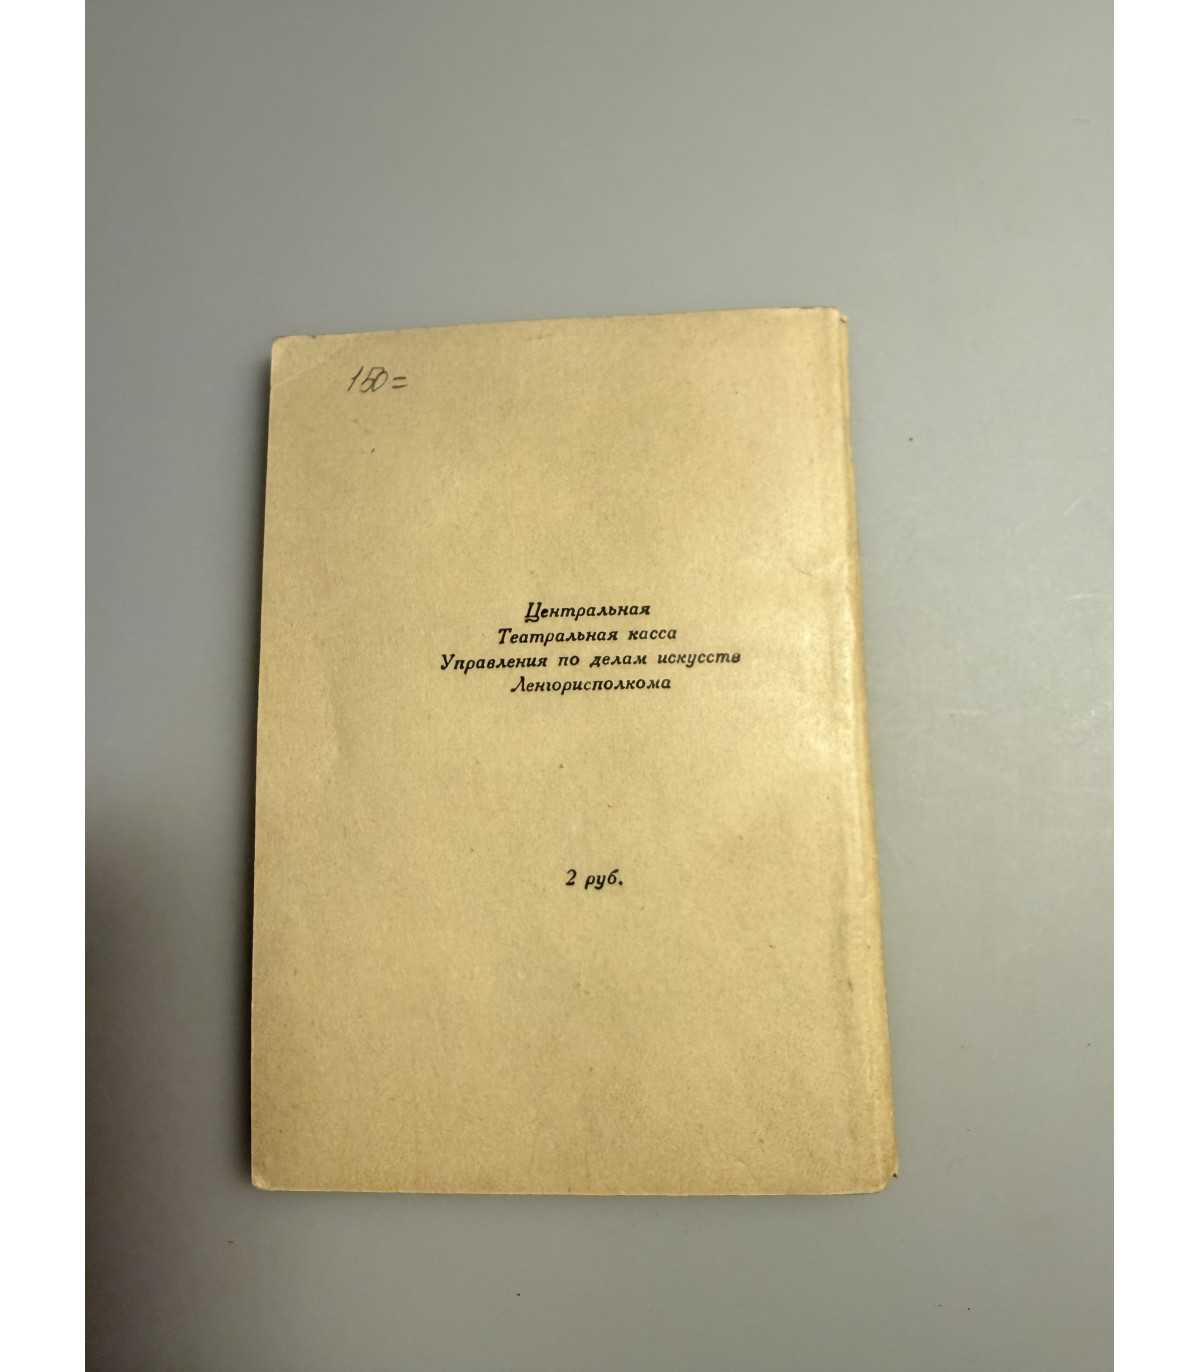 150=
Центральная
Театральная касса
Управления по делам искусств
Ленгорисполкома
2 руб.